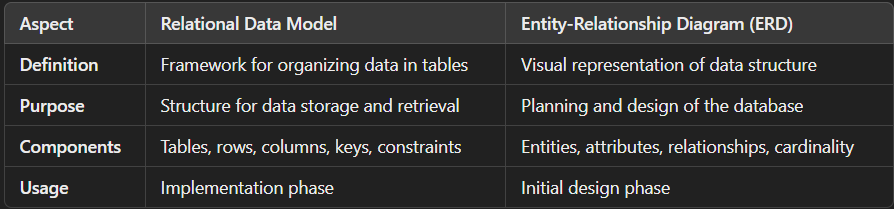 Aspect Relational Data Model Entity-Relationship Diagram (ERD)
Definition Framework for organizing data in tables Visual representation of data structure
Purpose Structure for data storage and retrieval Planning and design of the database
Components Tables, rows, columns, keys, constraints Entities, attributes, relationships, cardinality
Usage Implementation phase Initial design phase